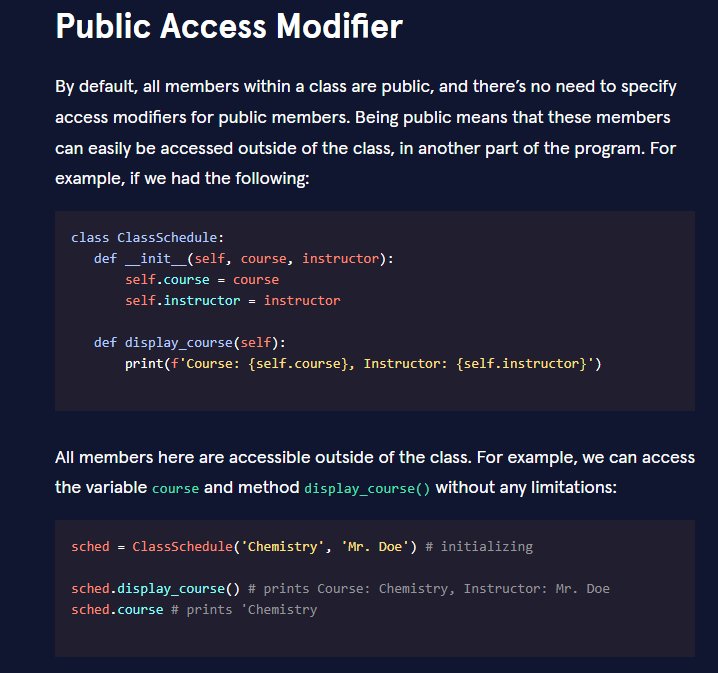 Public Access Modifier
By default, all members within a class are public, and there’s no need to specify
access modifiers for public members. Being public means that these members
can easily be accessed outside of the class, in another part of the program. For
example, if we had the following:
class ClassSchedule:
   def __init__(self, course, instructor):
       self.course = course
       self.instructor = instructor
   def display_course(self):
       print(f'Course: {self.course}, Instructor: {self.instructor}')
All members here are accessible outside of the class. For example, we can access
the variable course and method display_course() without any limitations:
sched = ClassSchedule('Chemistry', 'Mr. Doe') # initializing
sched.display_course() # prints Course: Chemistry, Instructor: Mr. Doe
sched.course # prints 'Chemistry